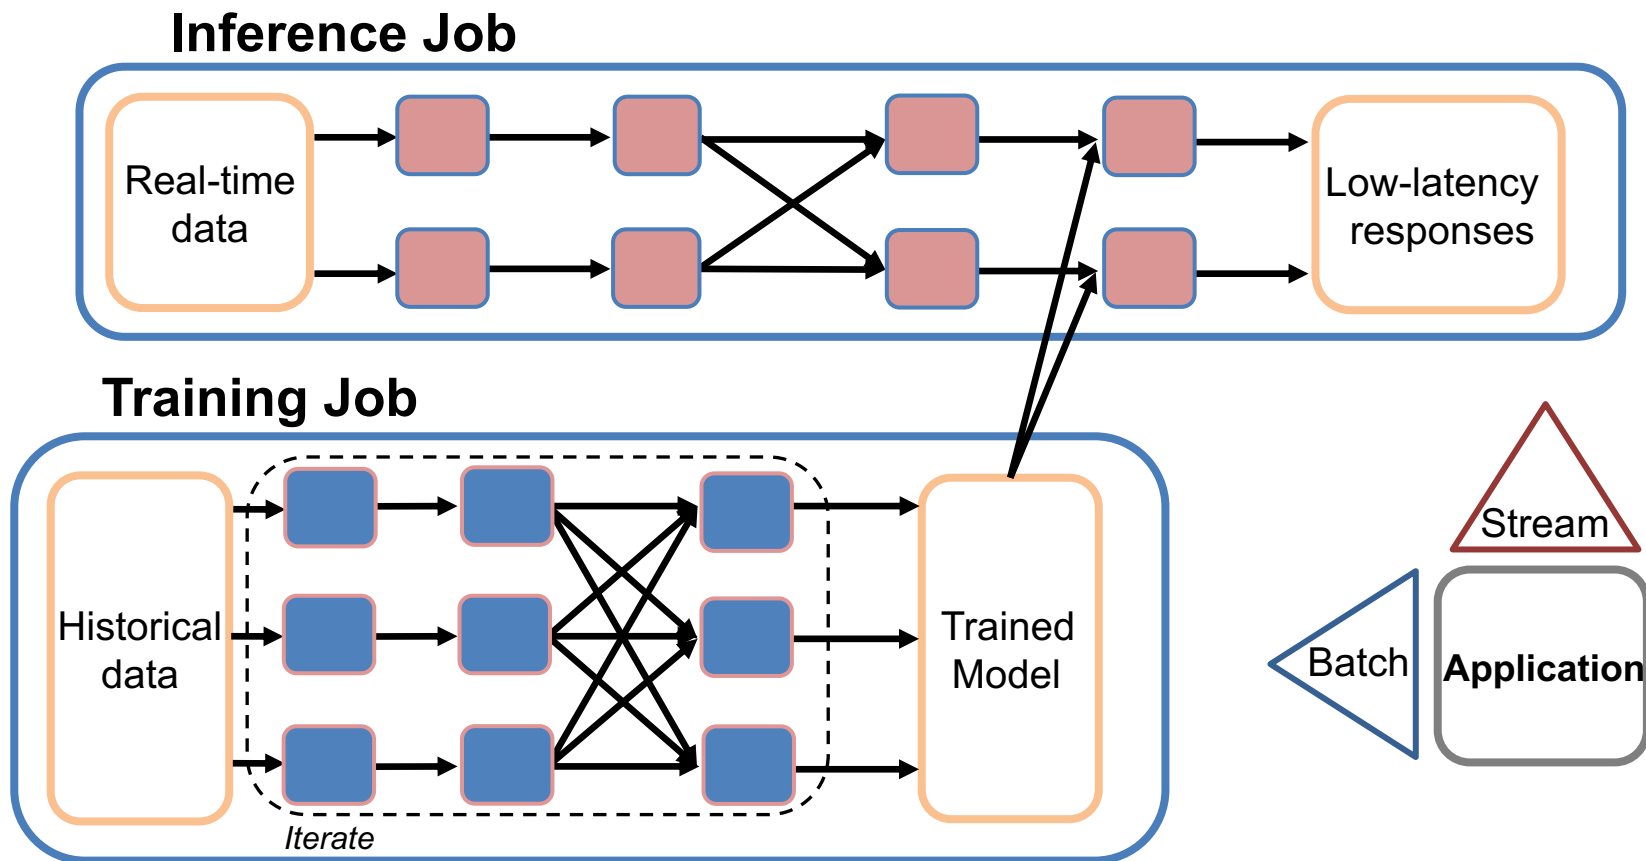 Inference Job
Real-time
data
Low-latency
responses
Training Job
Historical
data
Iterate
Trained
Model
Stream
Batch
Application